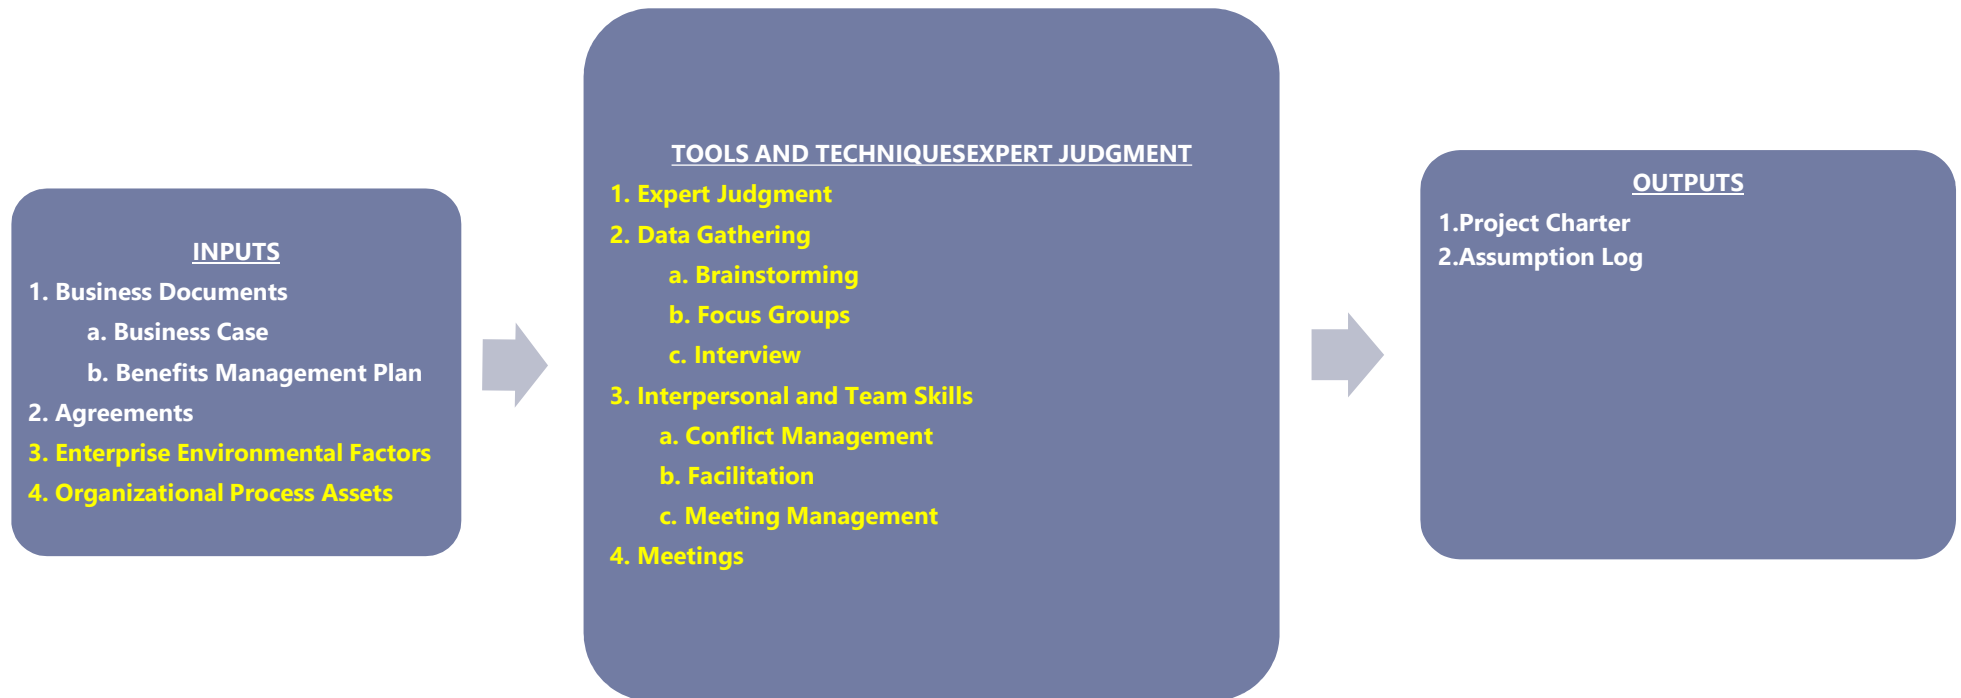 INPUTS
1. Business Documents
a. Business Case
b. Benefits Management Plan
2. Agreements
3. Enterprise Environmental Factors
4. Organizational Process Assets
TOOLS AND TECHNIQUESEXPERT JUDGMENT
1. Expert Judgment
2. Data Gathering
a. Brainstorming
b. Focus Groups
c. Interview
3. Interpersonal and Team Skills
a. Conflict Management
b. Facilitation
c. Meeting Management
4. Meetings
OUTPUTS
1.Project Charter
2.Assumption Log